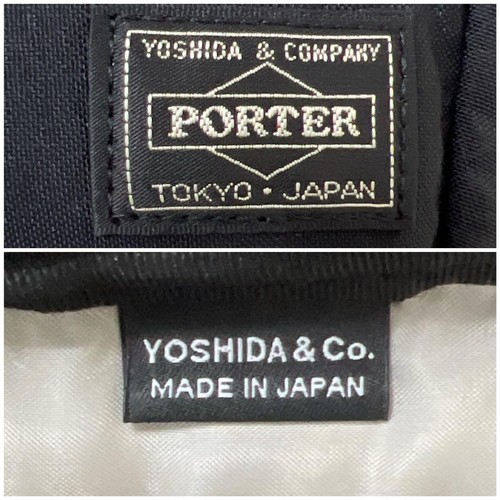 YOSHIDA & COMPANY
PORTER
TOKYO・JAPAN
YOSHIDA & Co.
MADE IN JAPAN